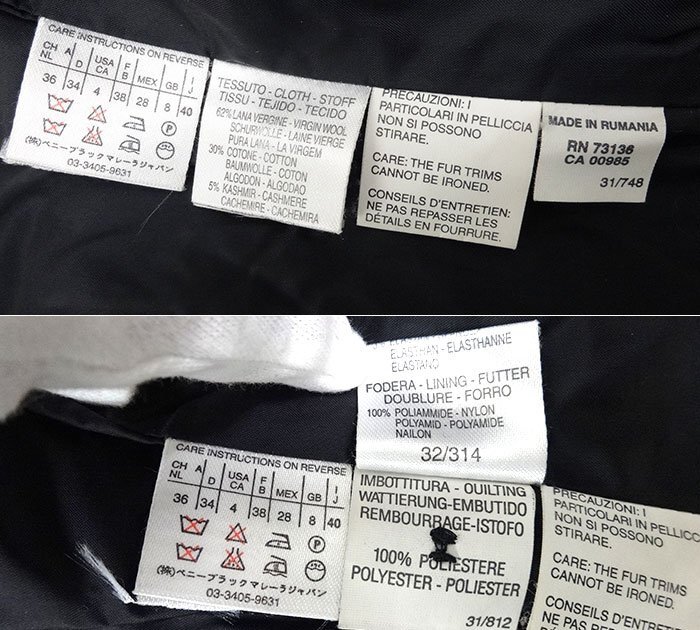 CARE INSTRUCTIONS ON REVERSE
CH NL A D USA CA F B MEX GB I J
36 34 4 38 28 8 40
P
(株)ペニーブラックマレーラジャパン
03-3405-9631
TESSUTO - CLOTH - STOFF
TISSU - TEJIDO - TECIDO
62% LANA VERGINE - VIRGIN WOOL
SCHURWOLLE - LAINE VIERGE
PURA LANA - LA VIRGEM
30% COTONE - COTTON
BAUMWOLLE - COTON
ALGODON - ALGODAO
5% KASHMIR - CASHMERE
CACHEMIRE - CACHEMIRA
PRECAUZIONI: I
PARTICOLARI IN PELLICCIA
NON SI POSSONO
STIRARE.
CARE: THE FUR TRIMS
CANNOT BE IRONED.
CONSEILS D'ENTRETIEN:
NE PAS REPASSER LES
DÉTAILS EN FOURRURE.
MADE IN RUMANIA
RN 73136
CA 00985
31/748
ELASTHAN - ELASTHANNE
ELASTANO
FODERA - LINING - FUTTER
DOUBLURE - FORRO
100% POLIAMMIDE - NYLON
POLYAMID - POLYAMIDE
NAILON
32/314
CARE INSTRUCTIONS ON REVERSE
CH NL A D USA CA F B MEX GB I J
36 34 4 38 28 8 40
P
(株)ペニーブラックマレーラジャパン
03-3405-9631
IMBOTTITURA - QUILTING
WATTIERUNG-EMBUTIDO
REMBOURRAGE-ISTOFO
100% POLIESTERE
POLYESTER - POLIESTER
31/812
PRECAUZIONI: I
PARTICOLARI IN PELLICC
NON SI POSSONO
STIRARE.
CARE: THE FUR TRIMS
CANNOT BE IRONED.
CONSEILS D'ENTRETIEN
NE PAS REPASSER LES